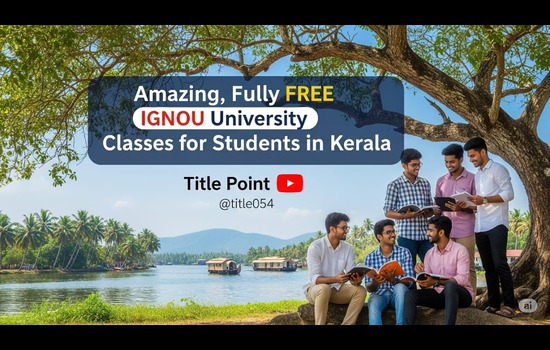 Amazing, Fully FREE
IGNOU University
Classes for Students in Kerala
Title Point
@title054
ai